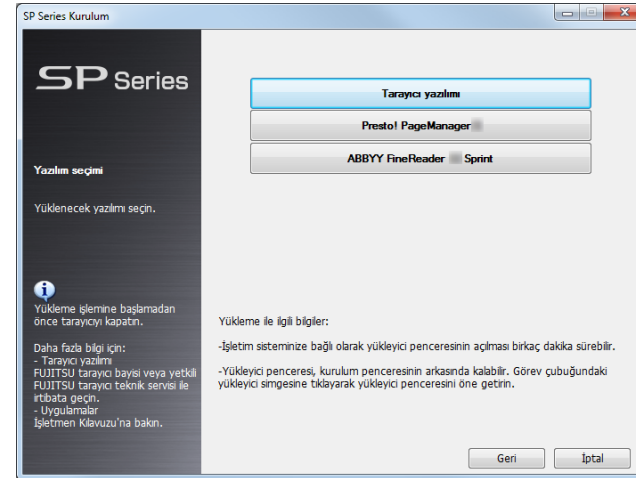 SP Series Kurulum
SP Series
Tarayıcı yazılımı
Presto! PageManager
ABBYY FineReader Sprint
Yazılım seçimi
Yüklenecek yazılımı seçin.
Yükleme işlemine başlamadan
önce tarayıcıyı kapatın.
Daha fazla bilgi için:
- Tarayıcı yazılımı
FUJITSU tarayıcı bayisi veya yetkili
FUJITSU tarayıcı teknik servisi ile
irtibata geçin.
- Uygulamalar
İşletmen Kılavuzu'na bakın.
Yükleme ile ilgili bilgiler:
-İşletim sisteminize bağlı olarak yükleyici penceresinin açılması birkaç dakika sürebilir.
-Yükleyici penceresi, kurulum penceresinin arkasında kalabilir. Görev çubuğundaki
yükleyici simgesine tıklayarak yükleyici penceresini öne getirin.
Geri
İptal